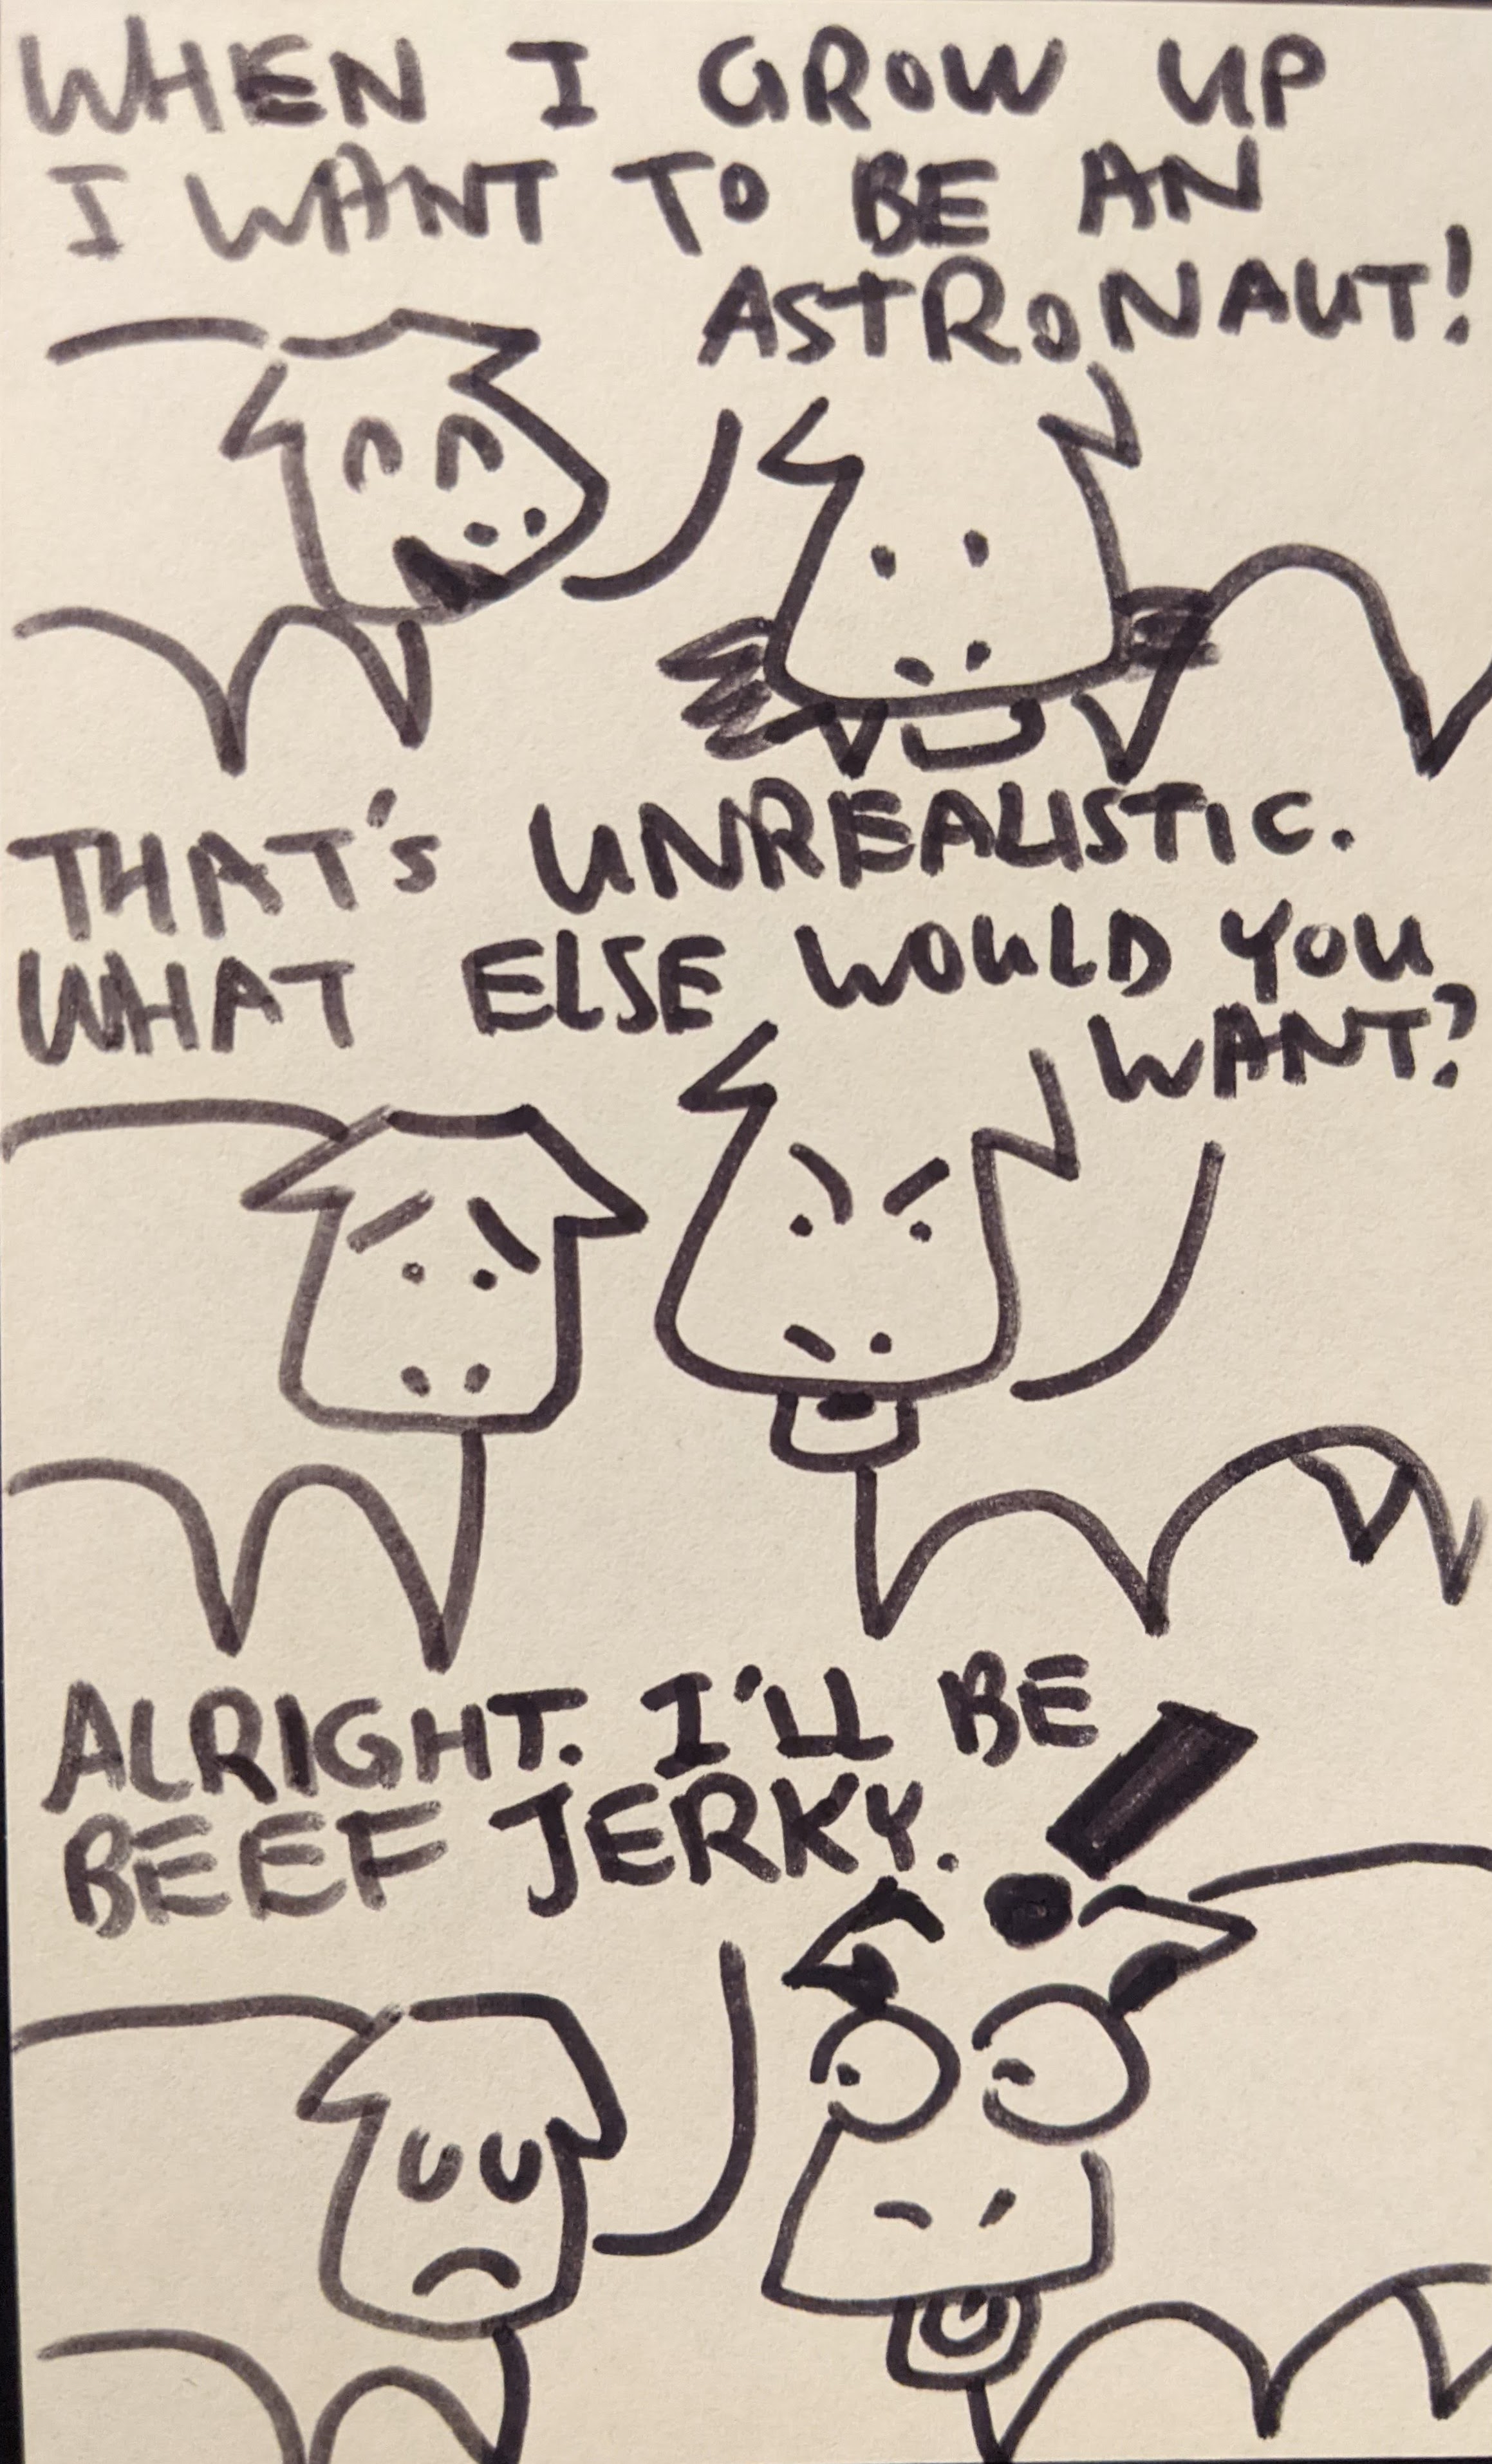 WHEN I GROW UP
I WANT TO BE AN
ASTRONAUT!
THAT'S UNREALISTIC.
WHAT ELSE WOULD YOU
WANT?
ALRIGHT. I'LL BE
BEEF JERKY.
!